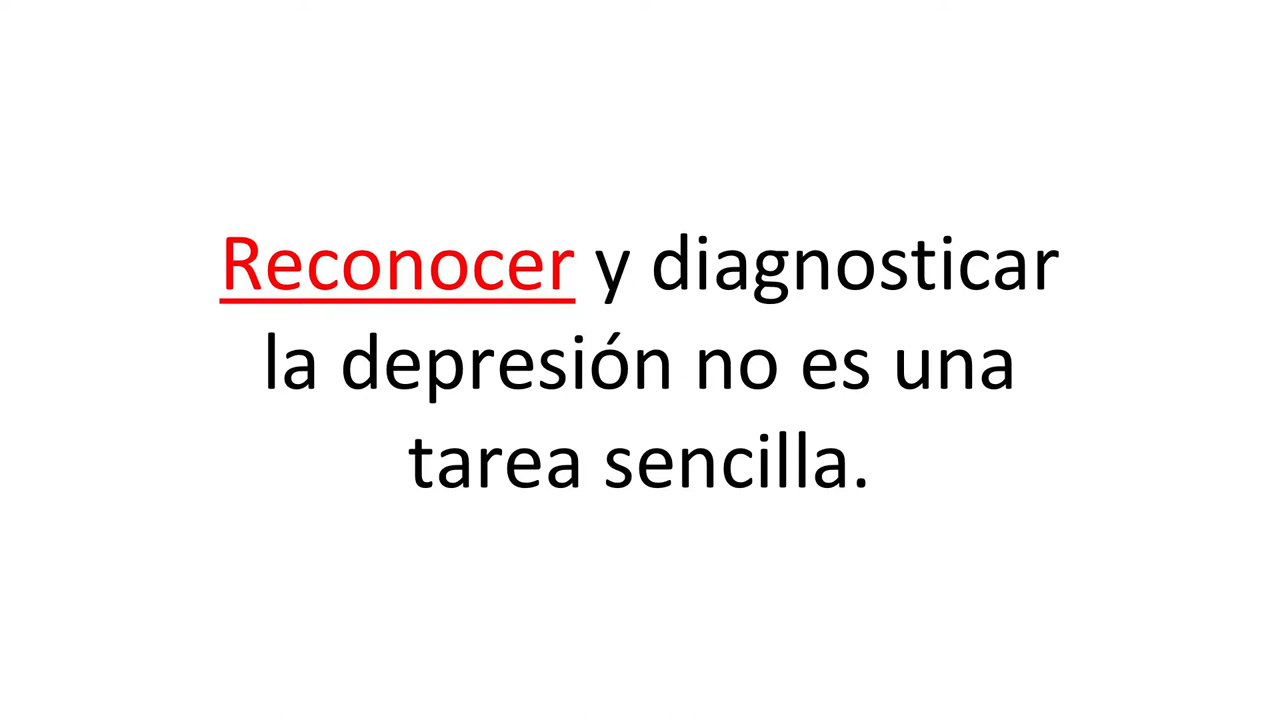 Reconocer y diagnosticar
la depresión no es una
tarea sencilla.